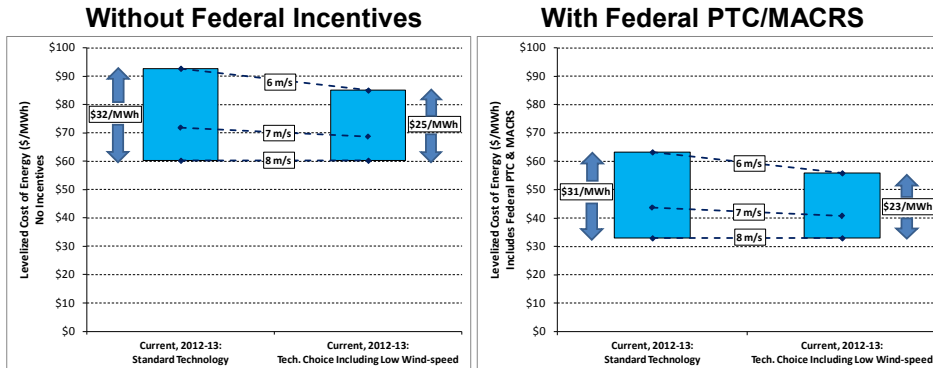 Without Federal Incentives
Levelized Cost of Energy ($/MWh)
No Incentives
$100
$90
$80
$70
$60
$50
$40
$30
$20
$10
$0
$32/MWh
6 m/s
7 m/s
8 m/s
$25/MWh
Current, 2012-13:
Standard Technology
Current, 2012-13:
Tech. Choice Including Low Wind-speed
With Federal PTC/MACRS
Levelized Cost of Energy ($/MWh)
Includes Federal PTC & MACRS
$100
$90
$80
$70
$60
$50
$40
$30
$20
$10
$0
$31/MWh
6 m/s
7 m/s
8 m/s
$23/MWh
Current, 2012-13:
Standard Technology
Current, 2012-13:
Tech. Choice Including Low Wind-speed